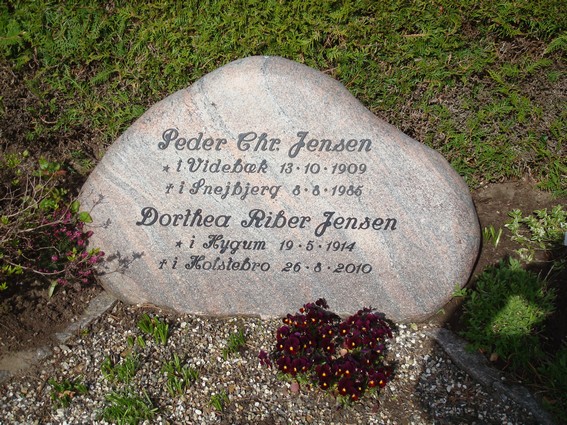 Peder Chr. Jensen
* i Videbæk 13 · 10 · 1909
† i Snejbjerg 8 · 8 · 1986
Dorthea Riber Jensen
* i Hygum 19 · 5 · 1914
† i Holstebro 26 · 8 · 2010